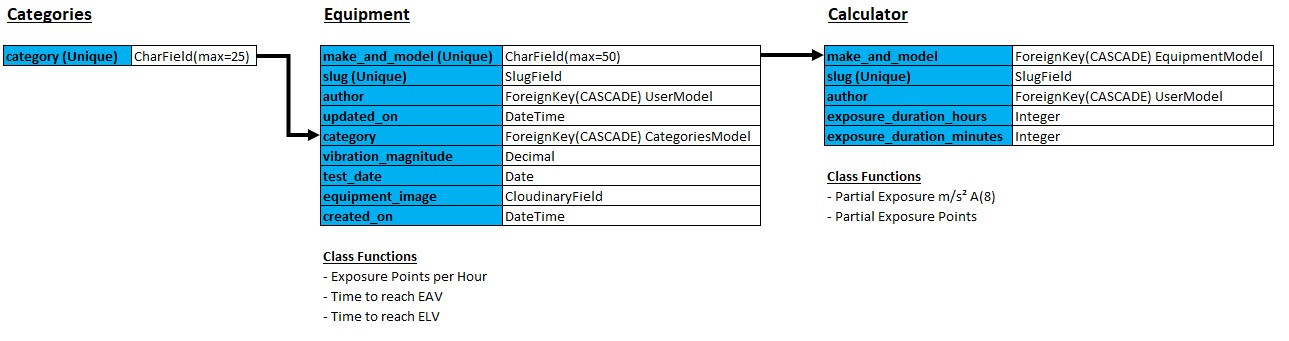 Categories
category (Unique) CharField(max=25)
Equipment
make_and_model (Unique) CharField(max=50)
slug (Unique) SlugField
author ForeignKey(CASCADE) UserModel
updated_on DateTime
category ForeignKey(CASCADE) CategoriesModel
vibration_magnitude Decimal
test_date Date
equipment_image CloudinaryField
created_on DateTime
Class Functions
- Exposure Points per Hour
- Time to reach EAV
- Time to reach ELV
Calculator
make_and_model ForeignKey(CASCADE) EquipmentModel
slug (Unique) SlugField
author ForeignKey(CASCADE) UserModel
exposure_duration_hours Integer
exposure_duration_minutes Integer
Class Functions
- Partial Exposure m/s² A(8)
- Partial Exposure Points